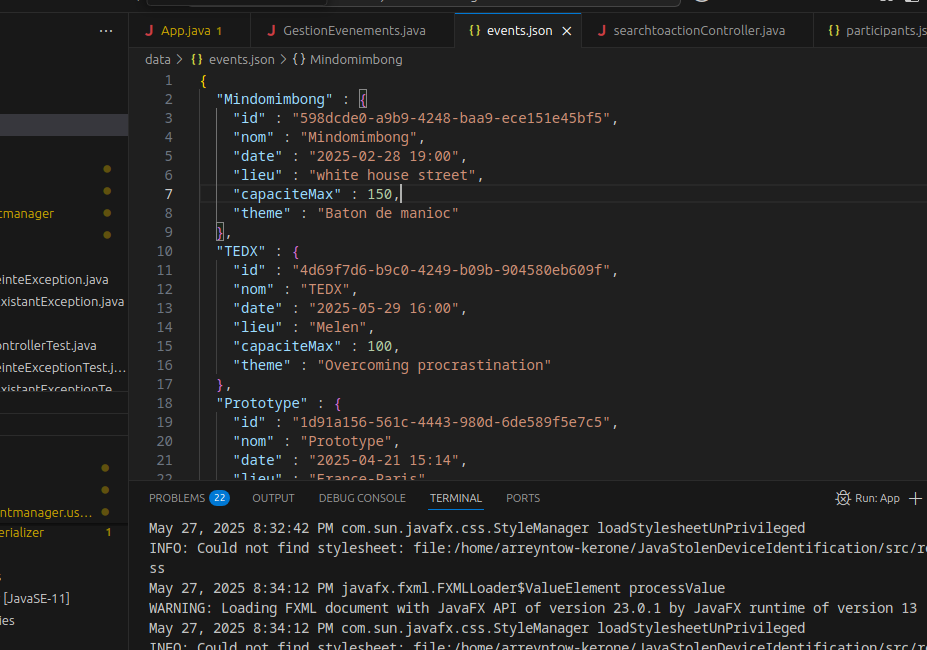 ...
App.java 1
GestionEvenements.java
{} events.json ×
searchtoactionController.java
{} participants.js
data > {} events.json > {} Mindomimbong
1 {
2 "Mindomimbong" : {
3 "id" : "598dcde0-a9b9-4248-baa9-ece151e45bf5",
4 "nom" : "Mindomimbong",
5 "date" : "2025-02-28 19:00",
6 "lieu" : "white house street",
7 "capaciteMax" : 150,
8 "theme" : "Baton de manioc"
9 },
10 "TEDX" : {
11 "id" : "4d69f7d6-b9c0-4249-b09b-904580eb609f",
12 "nom" : "TEDX",
13 "date" : "2025-05-29 16:00",
14 "lieu" : "Melen",
15 "capaciteMax" : 100,
16 "theme" : "Overcoming procrastination"
17 },
18 "Prototype" : {
19 "id" : "1d91a156-561c-4443-980d-6de589f5e7c5",
20 "nom" : "Prototype",
21 "date" : "2025-04-21 15:14",
22 "lieu" : "France-Paris"
tmanager
einteException.java
xistantException.java
ontrollerTest.java
einteExceptionTest.j...
xistantExceptionTe
ntmanager.us...
erializer 1
s
[JavaSE-11]
ies
PROBLEMS 22 OUTPUT DEBUG CONSOLE TERMINAL PORTS
Run: App +
May 27, 2025 8:32:42 PM com.sun.javafx.css.StyleManager loadStylesheetUnPrivileged
INFO: Could not find stylesheet: file:/home/arreyntow-kerone/JavaStolenDeviceIdentification/src/re
ss
May 27, 2025 8:34:12 PM javafx.fxml.FXMLLoader$ValueElement processValue
WARNING: Loading FXML document with JavaFX API of version 23.0.1 by JavaFX runtime of version 13
May 27, 2025 8:34:12 PM com.sun.javafx.css.StyleManager loadStylesheetUnPrivileged
INFO: Could not find stylesheet: file:/home/arreyntow-kerone/JavaStolenDeviceIdentification/src/re